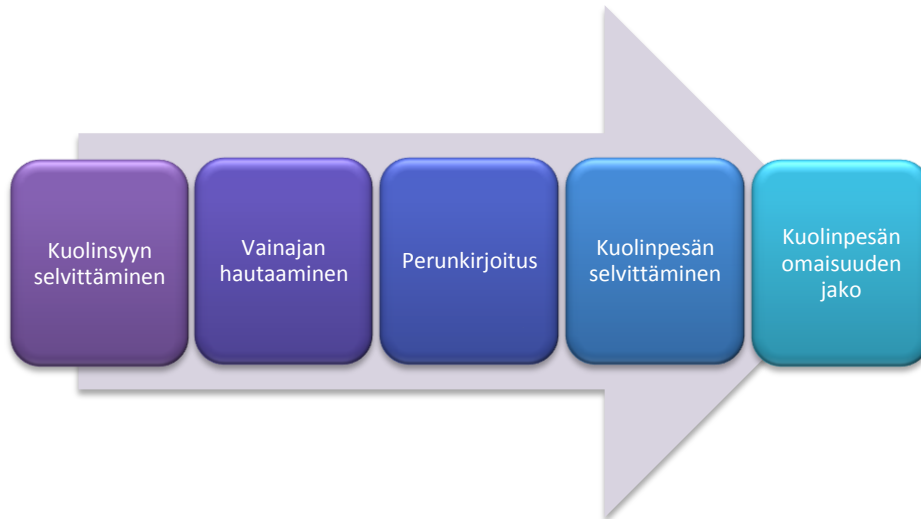 Kuolinsyyn
selvittäminen
Vainajan
hautaaminen
Perunkirjoitus
Kuolinpesän
selvittäminen
Kuolinpesän
omaisuuden
jako